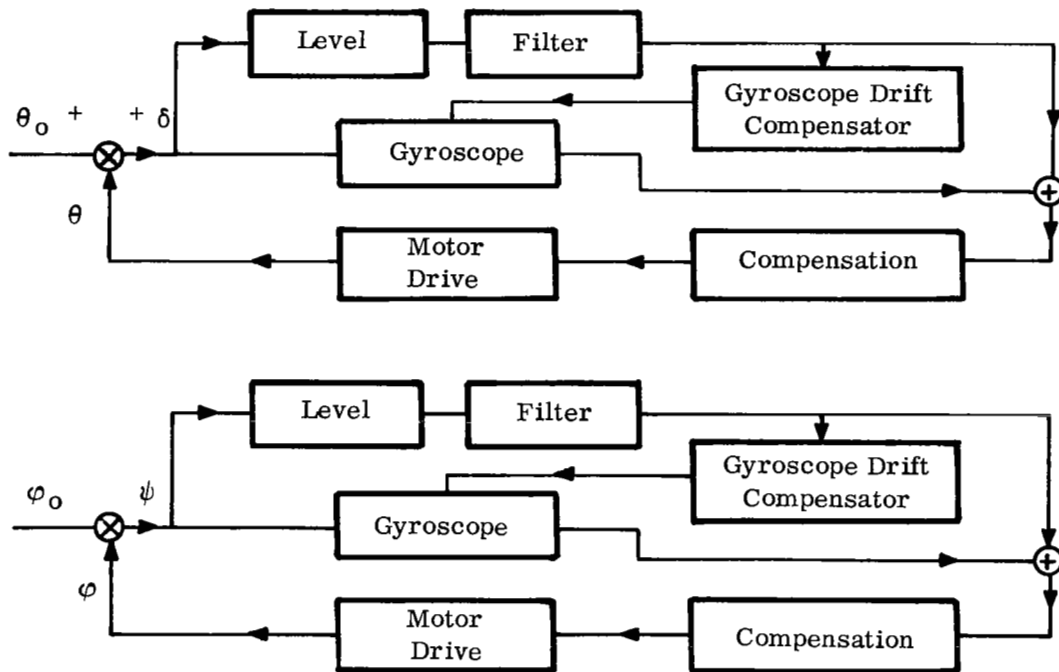 Level
Filter
θo + + δ
Gyroscope Drift
Compensator
Gyroscope
+
θ
Motor
Drive
Compensation
Level
Filter
φo
ψ
Gyroscope Drift
Compensator
Gyroscope
+
φ
Motor
Drive
Compensation